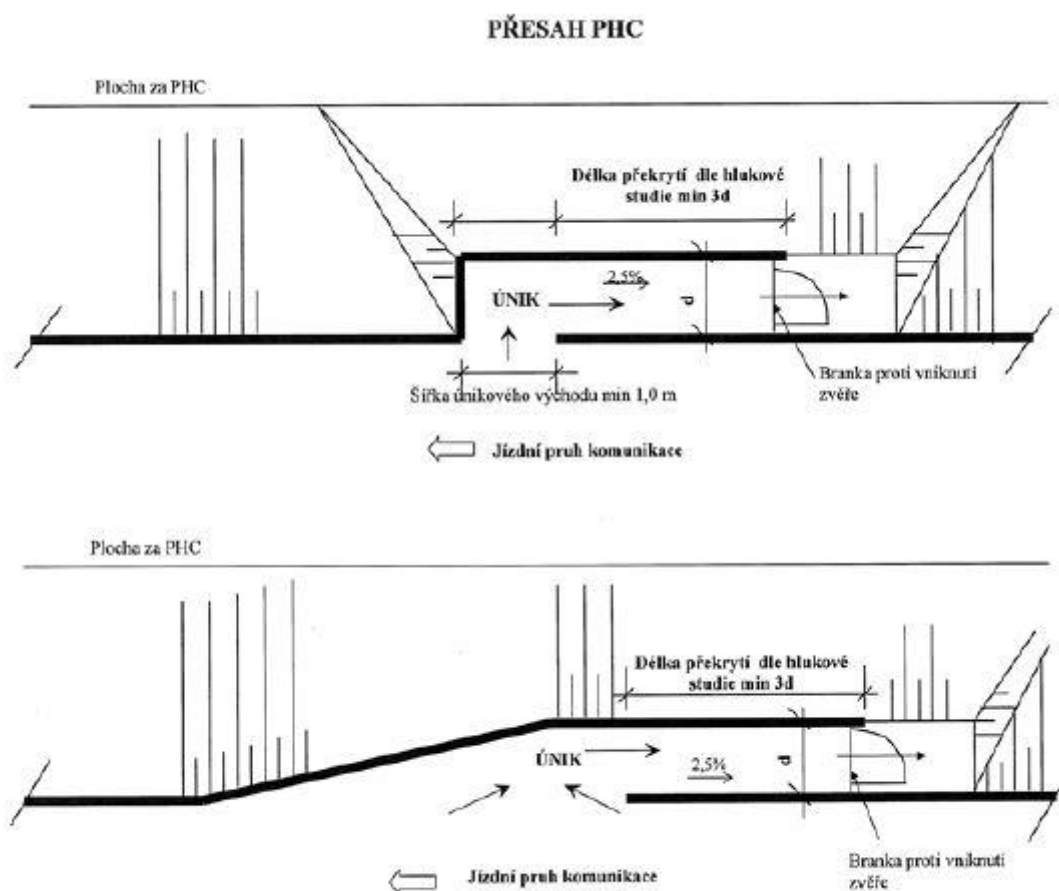 PŘESAH PHC
Plocha za PHC
Délka překrytí dle hlukové
studie min 3d
2,5%
ÚNIK
d
Branka proti vniknutí
zvěře
Šířka únikového východu min 1,0 m
Jízdní pruh komunikace
Plocha za PHC
Délka překrytí dle hlukové
studie min 3d
ÚNIK
2,5%
d
Branka proti vniknutí
zvěře
Jízdní pruh komunikace